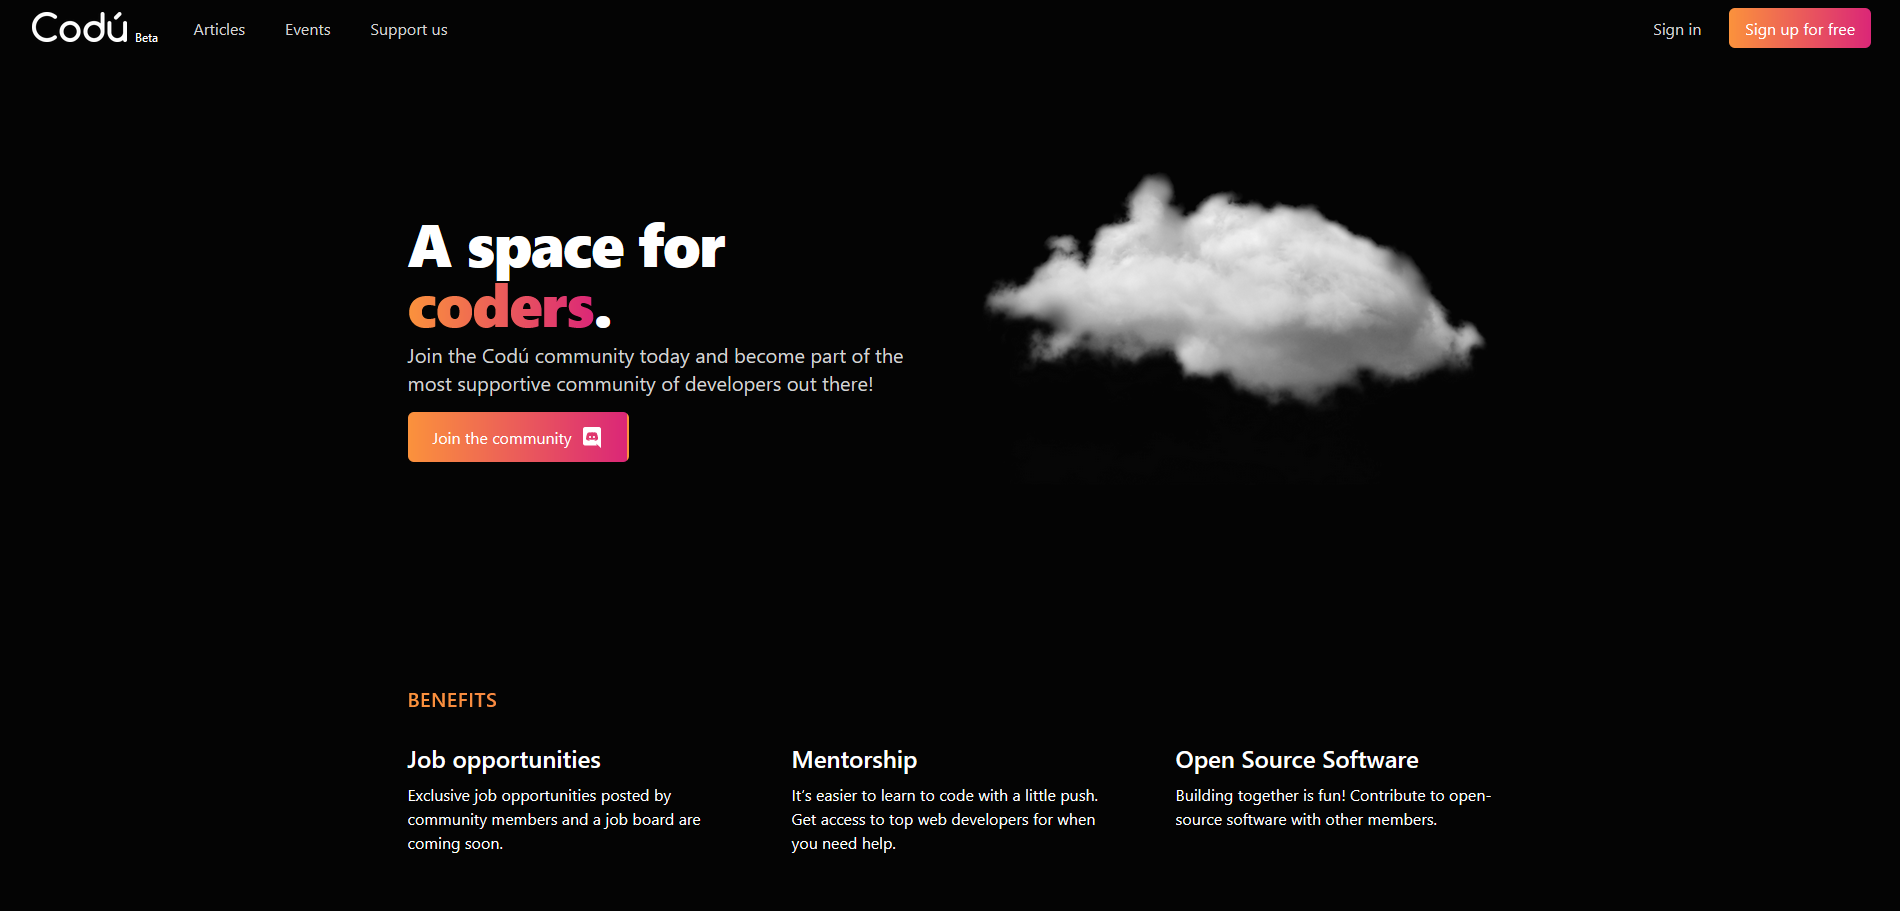 Codú Beta Articles Events Support us Sign in Sign up for free
A space for
coders.
Join the Codú community today and become part of the
most supportive community of developers out there!
Join the community
BENEFITS
Job opportunities
Exclusive job opportunities posted by
community members and a job board are
coming soon.
Mentorship
It's easier to learn to code with a little push.
Get access to top web developers for when
you need help.
Open Source Software
Building together is fun! Contribute to open-
source software with other members.